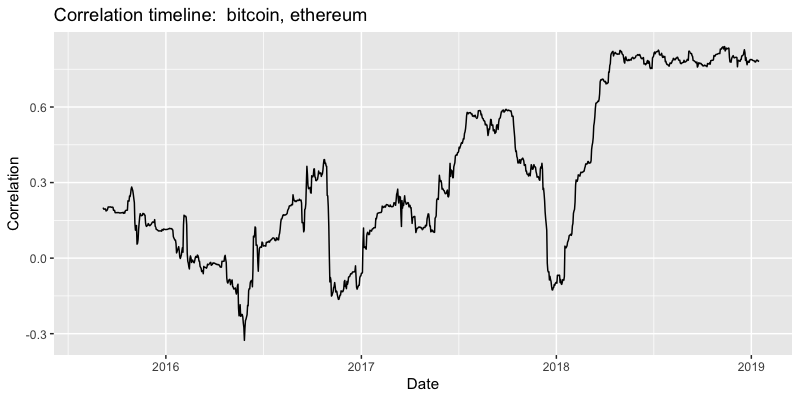 Correlation timeline:  bitcoin, ethereum
Correlation
0.6
0.3
0.0
-0.3
2016
2017
2018
2019
Date